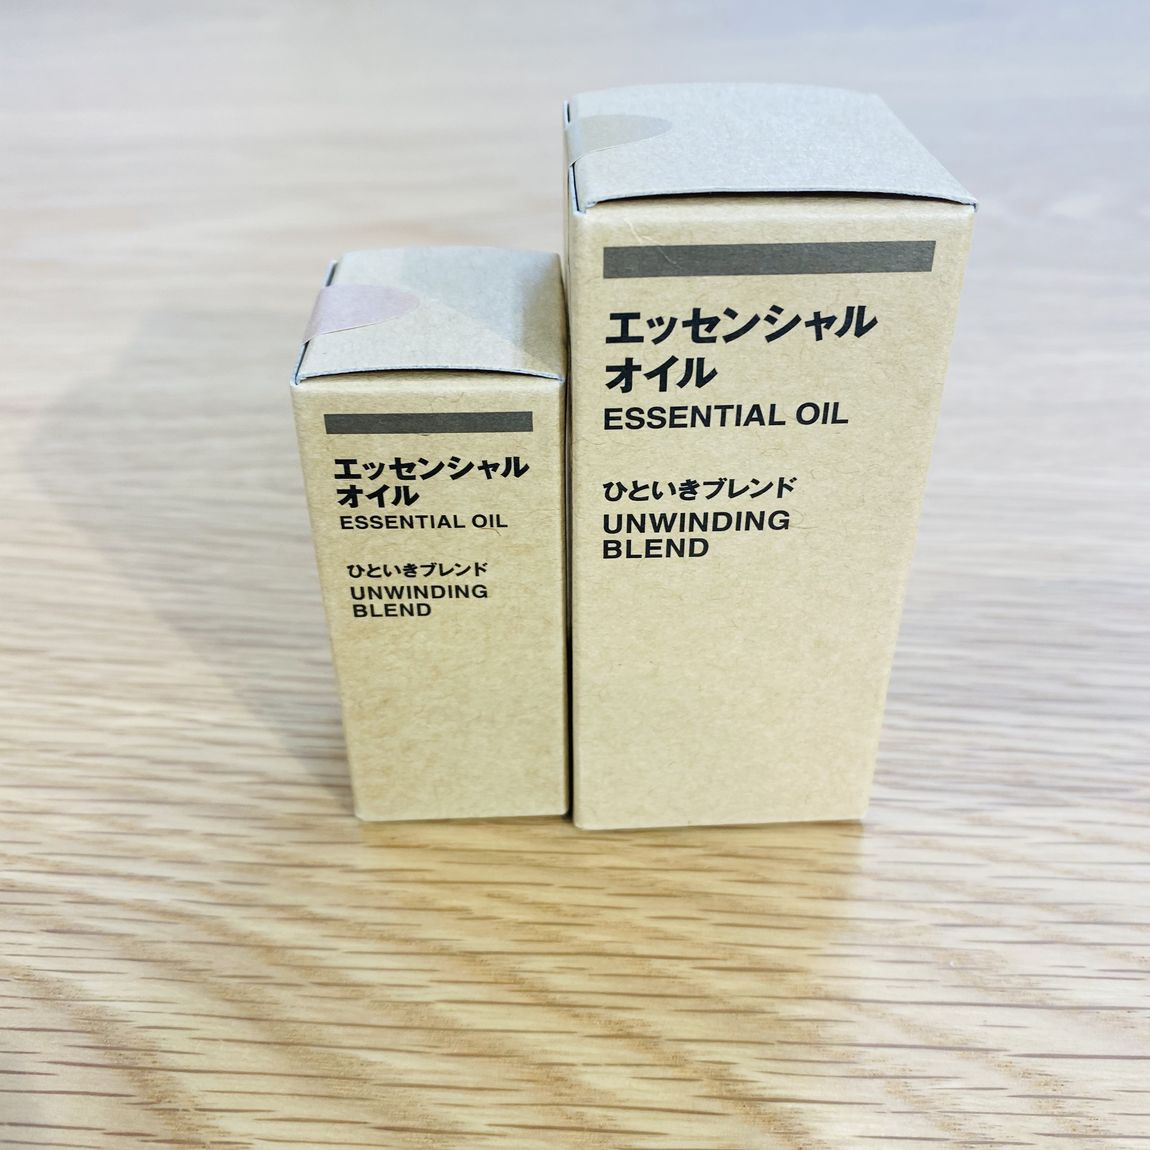 エッセンシャル
オイル
ESSENTIAL OIL
ひといきブレンド
UNWINDING
BLEND
エッセンシャル
オイル
ESSENTIAL OIL
ひといきブレンド
UNWINDING
BLEND